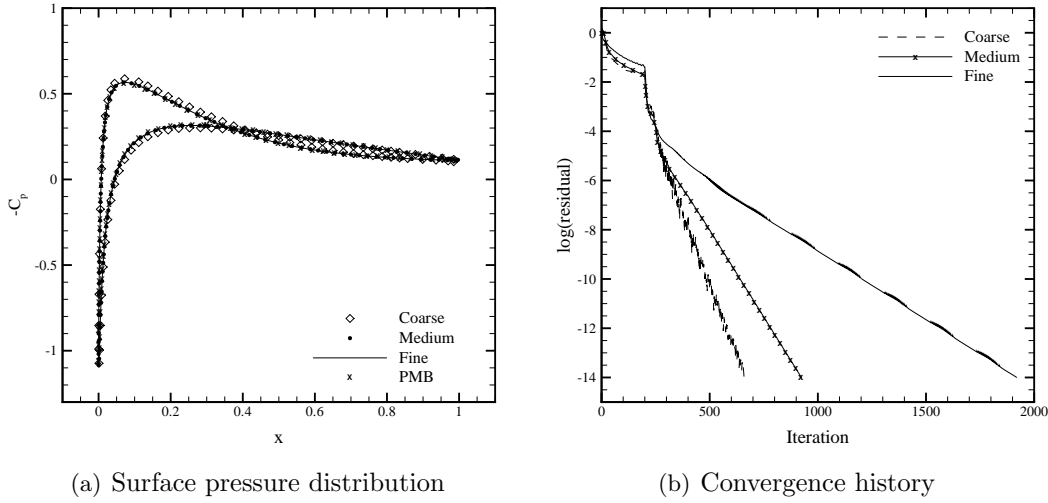 1
0.5
0
-0.5
-1
-C_p
0
0.2
0.4
0.6
0.8
1
x
Coarse
Medium
Fine
PMB
(a) Surface pressure distribution
0
-2
-4
-6
-8
-10
-12
-14
log(residual)
0
500
1000
1500
2000
Iteration
Coarse
Medium
Fine
(b) Convergence history